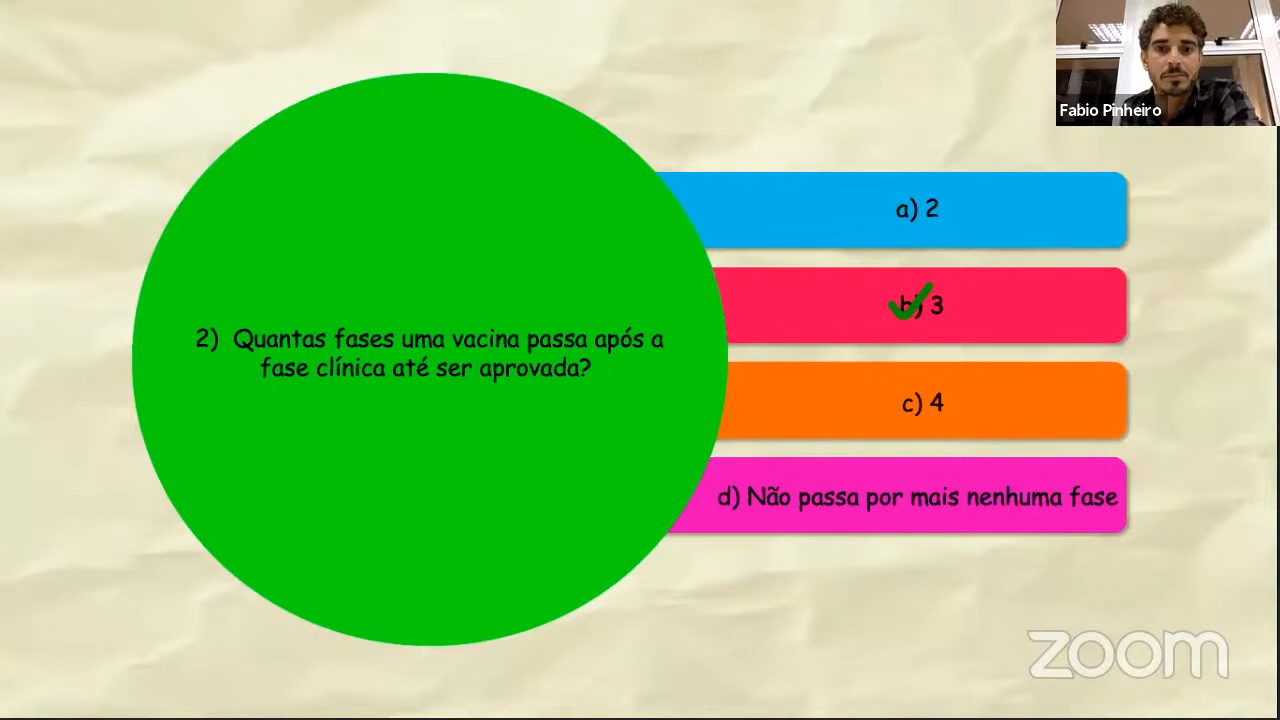 Fabio Pinheiro
2) Quantas fases uma vacina passa após a
fase clínica até ser aprovada?
a) 2
b) 3
c) 4
d) Não passa por mais nenhuma fase
zoom